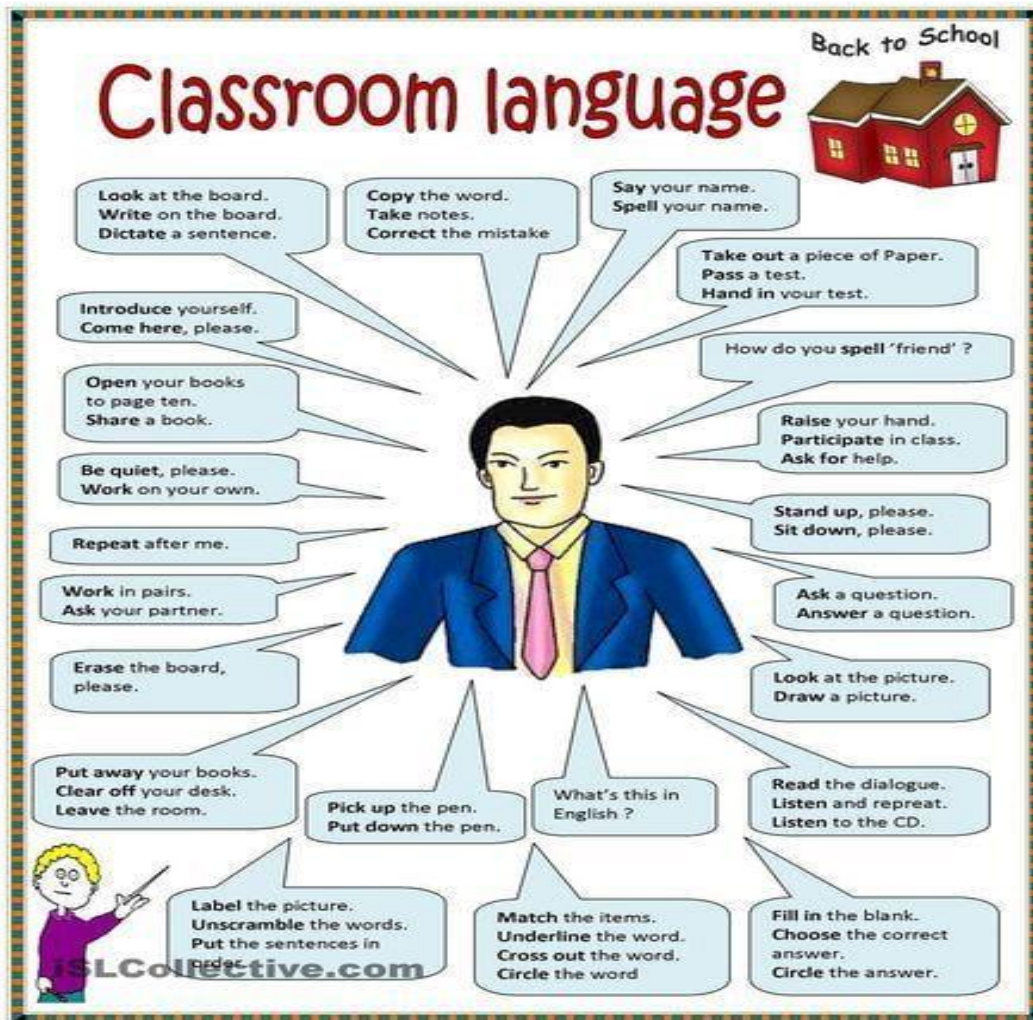 Back to School
Classroom language
Look at the board.
Write on the board.
Dictate a sentence.
Copy the word.
Take notes.
Correct the mistake
Say your name.
Spell your name.
Take out a piece of Paper.
Pass a test.
Hand in your test.
Introduce yourself.
Come here, please.
How do you spell ‘friend’ ?
Open your books
to page ten.
Share a book.
Raise your hand.
Participate in class.
Ask for help.
Be quiet, please.
Work on your own.
Stand up, please.
Sit down, please.
Repeat after me.
Work in pairs.
Ask your partner.
Ask a question.
Answer a question.
Erase the board,
please.
Look at the picture.
Draw a picture.
Put away your books.
Clear off your desk.
Leave the room.
Pick up the pen.
Put down the pen.
What's this in
English ?
Read the dialogue.
Listen and repeat.
Listen to the CD.
Label the picture.
Unscramble the words.
Put the sentences in
order.
Match the items.
Underline the word.
Cross out the word.
Circle the word
Fill in the blank.
Choose the correct
answer.
Circle the answer.
iSLCollective.com